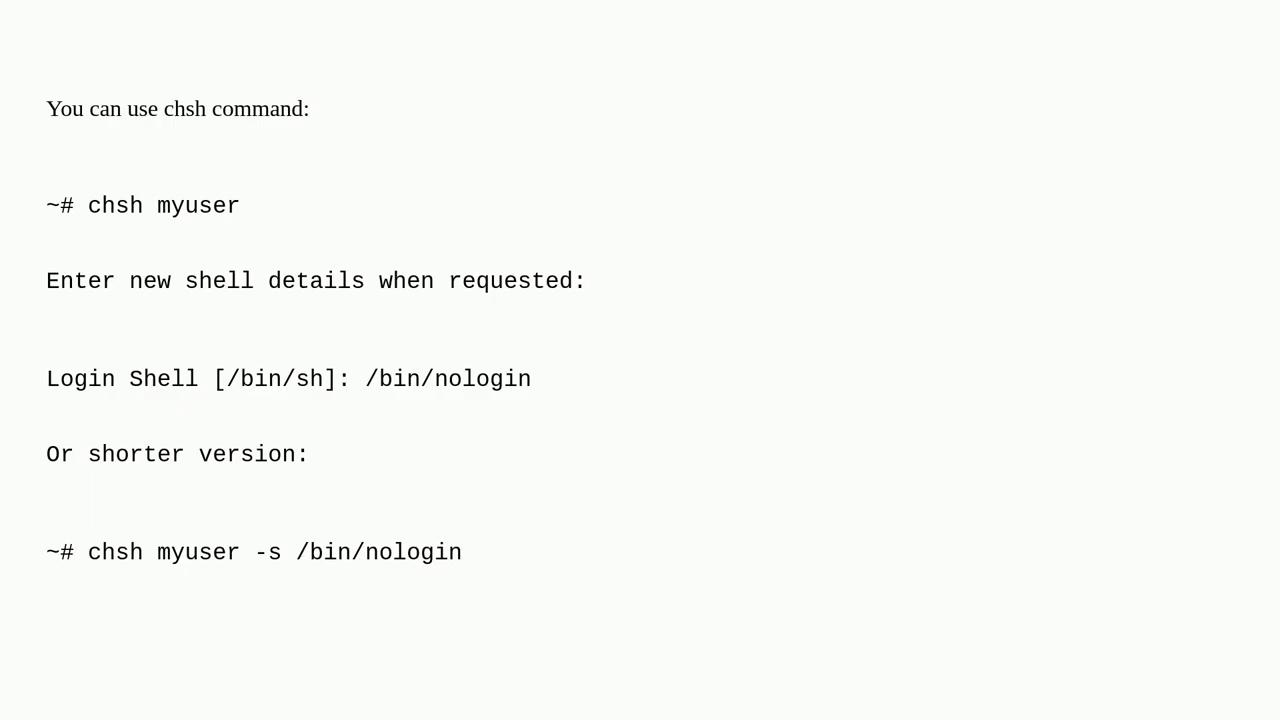 You can use chsh command:
~# chsh myuser
Enter new shell details when requested:
Login Shell [/bin/sh]: /bin/nologin
Or shorter version:
~# chsh myuser -s /bin/nologin